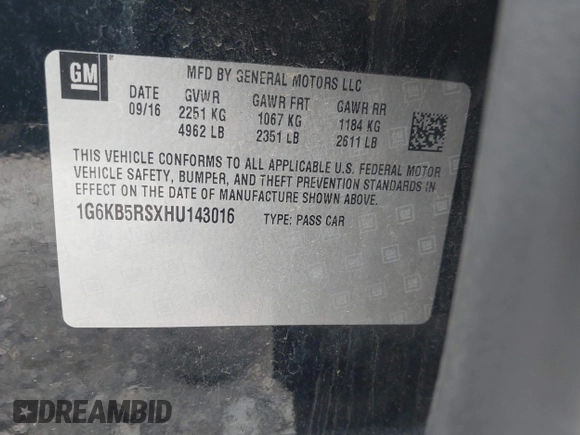 GM
MFD BY GENERAL MOTORS LLC
DATE GVWR GAWR FRT GAWR RR
09/16 2251 KG 1067 KG 1184 KG
4962 LB 2351 LB 2611 LB
THIS VEHICLE CONFORMS TO ALL APPLICABLE U.S. FEDERAL MOTOR
VEHICLE SAFETY, BUMPER, AND THEFT PREVENTION STANDARDS IN
EFFECT ON THE DATE OF MANUFACTURE SHOWN ABOVE.
1G6KB5RSXHU143016 TYPE: PASS CAR
DREAMBID